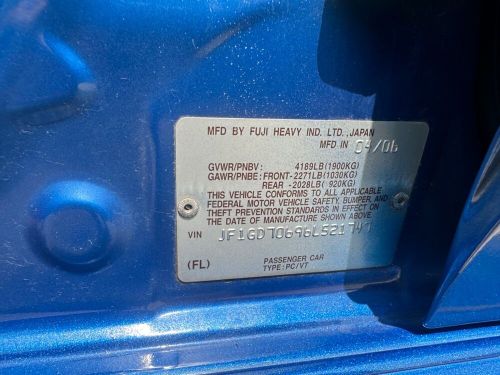 MFD BY FUJI HEAVY IND. LTD.,JAPAN
MFD IN 04/06
GVWR/PNBV: 4189LB(1900KG)
GAWR/PNBE: FRONT-2271LB(1030KG)
REAR -2028LB( 920KG)
THIS VEHICLE CONFORMS TO ALL APPLICABLE
FEDERAL MOTOR VEHICLE SAFETY, BUMPER, AND
THEFT PREVENTION STANDARDS IN EFFECT ON
THE DATE OF MANUFACTURE SHOWN ABOVE.
VIN JF1GD70696L521747
(FL) PASSENGER CAR
TYPE:PC/VT